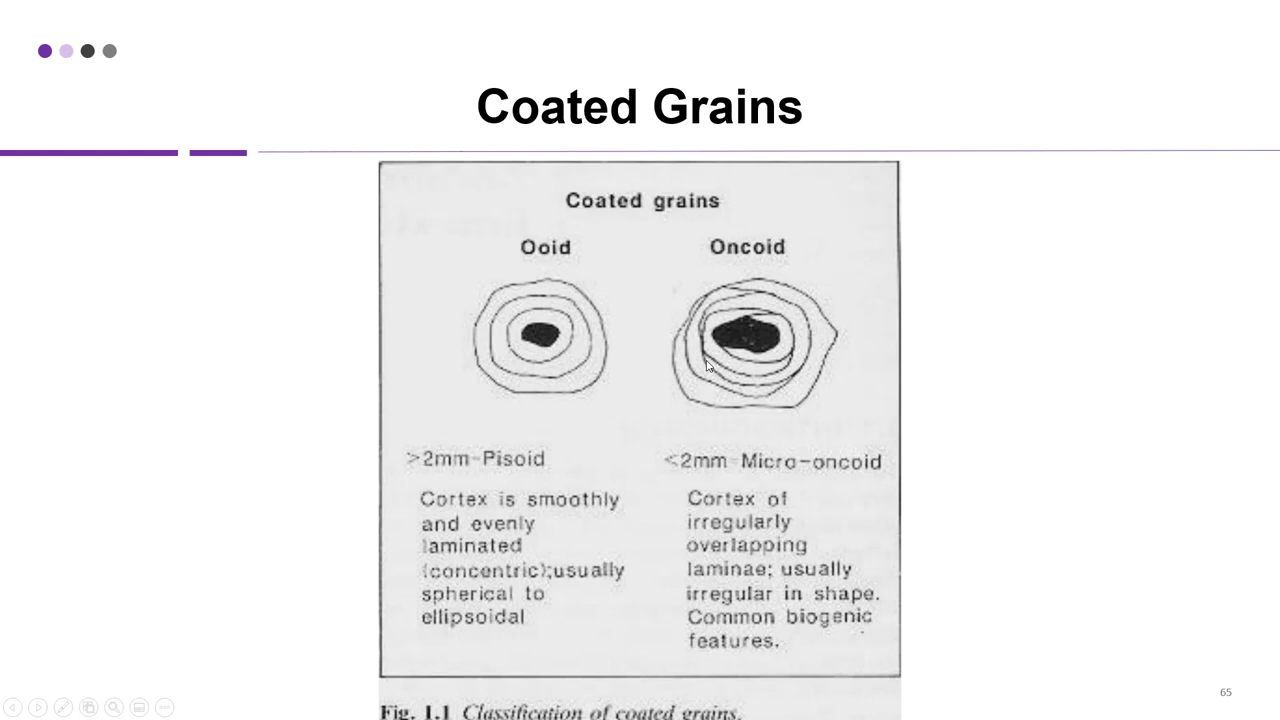 Coated Grains
Coated grains
Ooid
Oncoid
>2mm-Pisoid
Cortex is smoothly
and evenly
laminated
(concentric);usually
spherical to
ellipsoidal
<2mm-Micro-oncoid
Cortex of
irregularly
overlapping
laminae; usually
irregular in shape.
Common biogenic
features.
Fig. 1.1 Classification of coated grains.
65